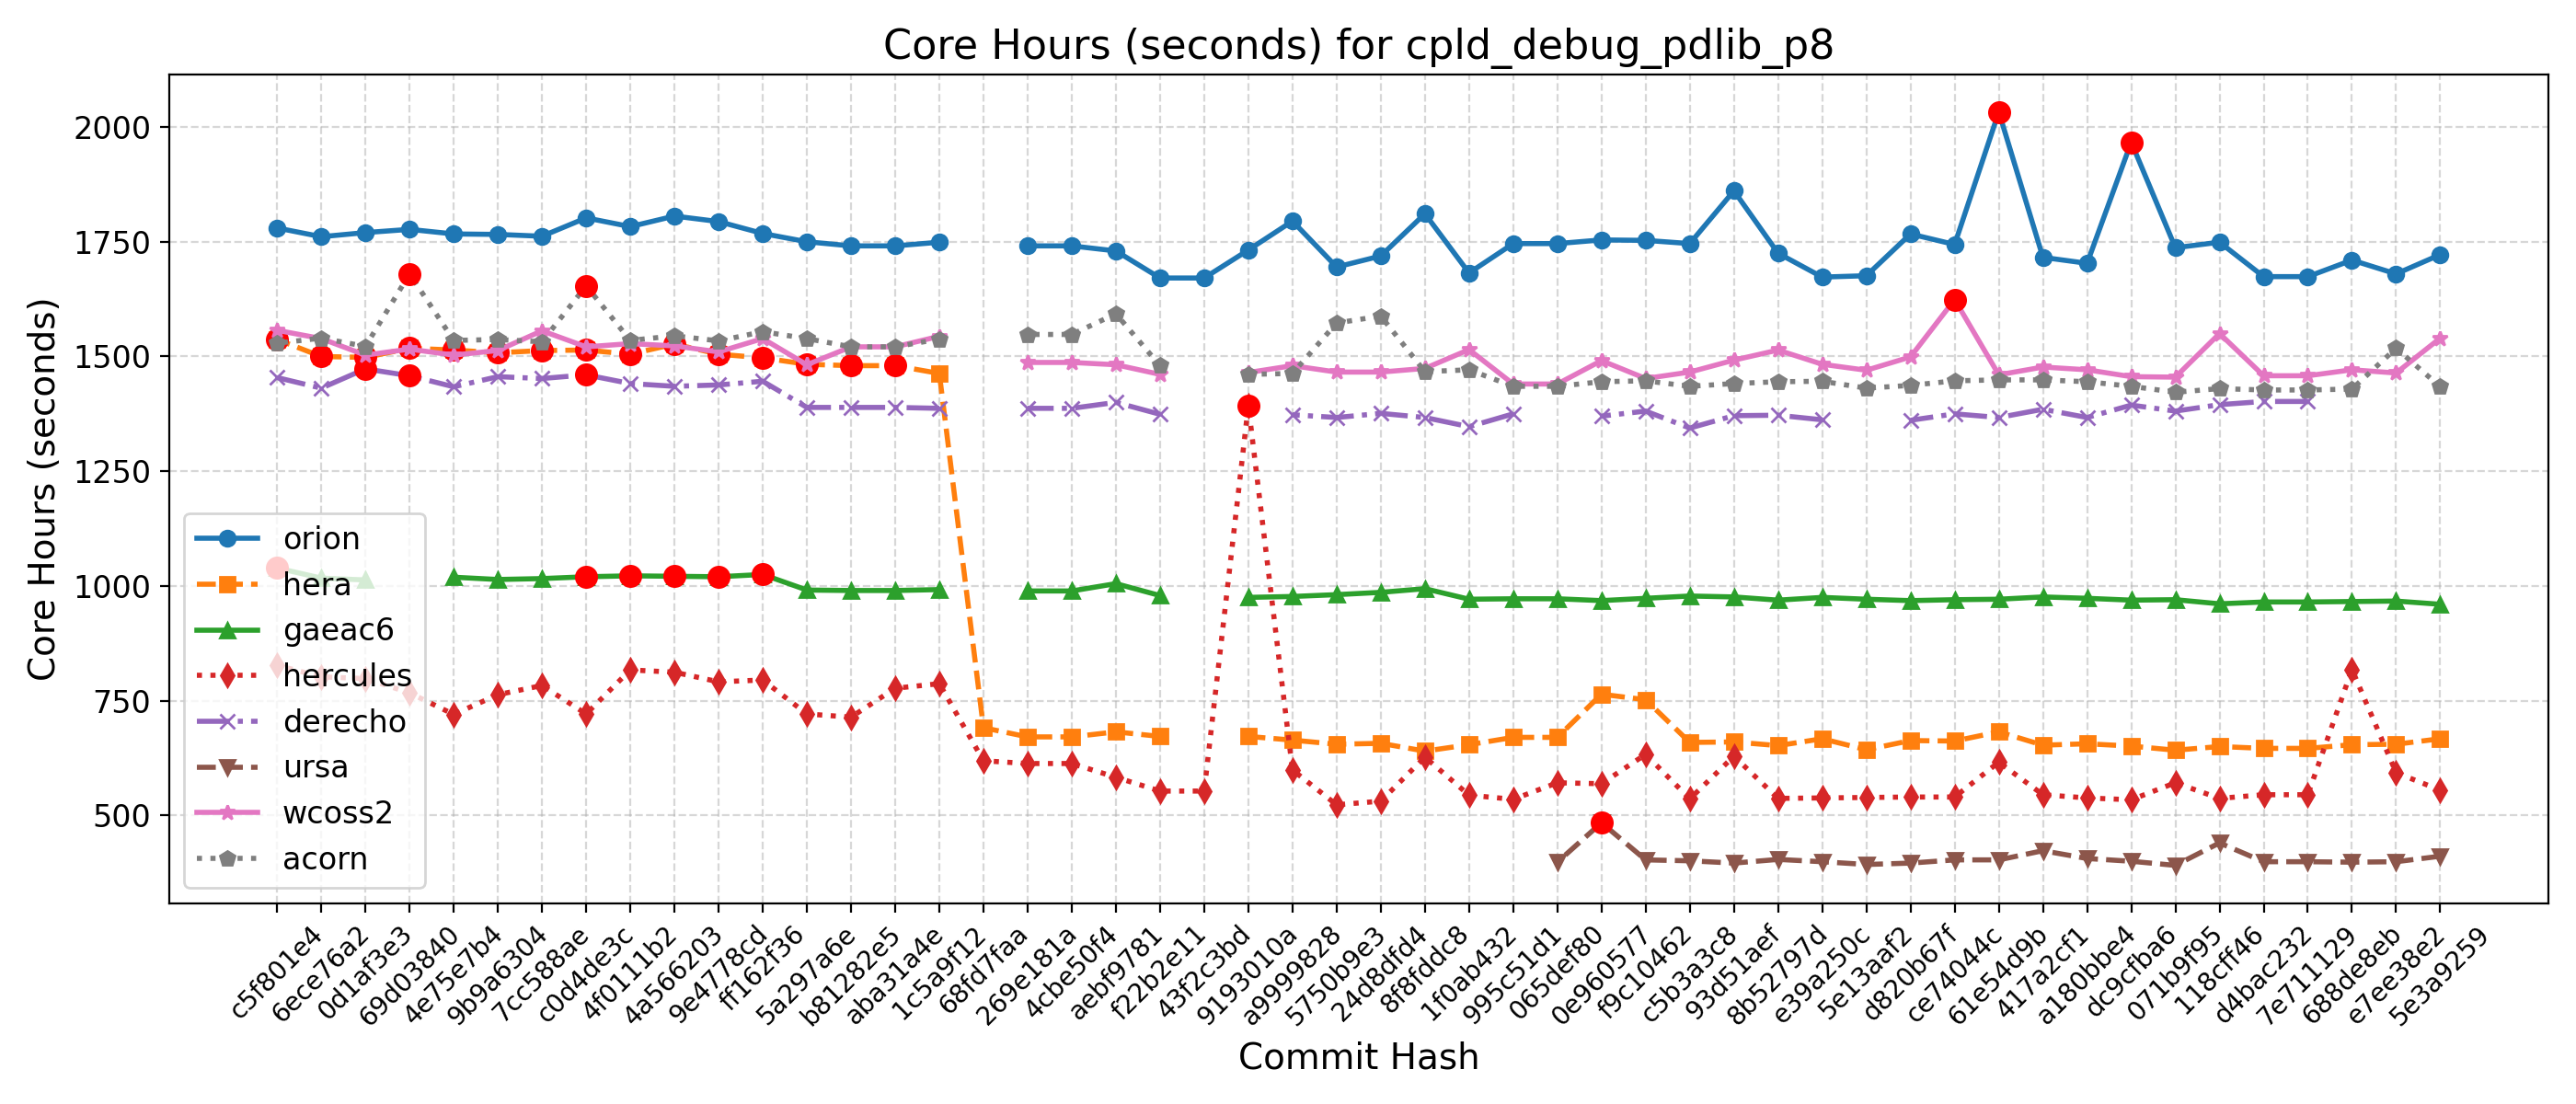 Core Hours (seconds) for cpld_debug_pdlib_p8
Core Hours (seconds)
2000
1750
1500
1250
1000
750
500
orion
hera
gaeac6
hercules
derecho
ursa
wcoss2
acorn
c5f801e4
6ece76a2
0d1af3e3
69d03840
4e75e7b4
9b9a6304
7cc588ae
c0d4de3c
4f0111b2
4a566203
9e4778cd
ff162f36
5a297a6e
b81282e5
aba31a4e
1c5a9f12
68fd7faa
269e181a
4cbe50f4
aebf9781
f22b2e11
43f2c3bd
9193010a
a9999828
5750b9e3
24d8dfd4
8f8fddc8
1f0ab432
995c51d1
065def80
0e960577
f9c10462
c5b3a3c8
93d51aef
8b52797d
e39a250c
5e13aaf2
d820b67f
ce74044c
61e54d9b
417a2cf1
a180bbe4
dc9cfba6
071b9f95
118cff46
d4bac232
7e711129
688de8eb
e7ee38e2
5e3a9259
Commit Hash